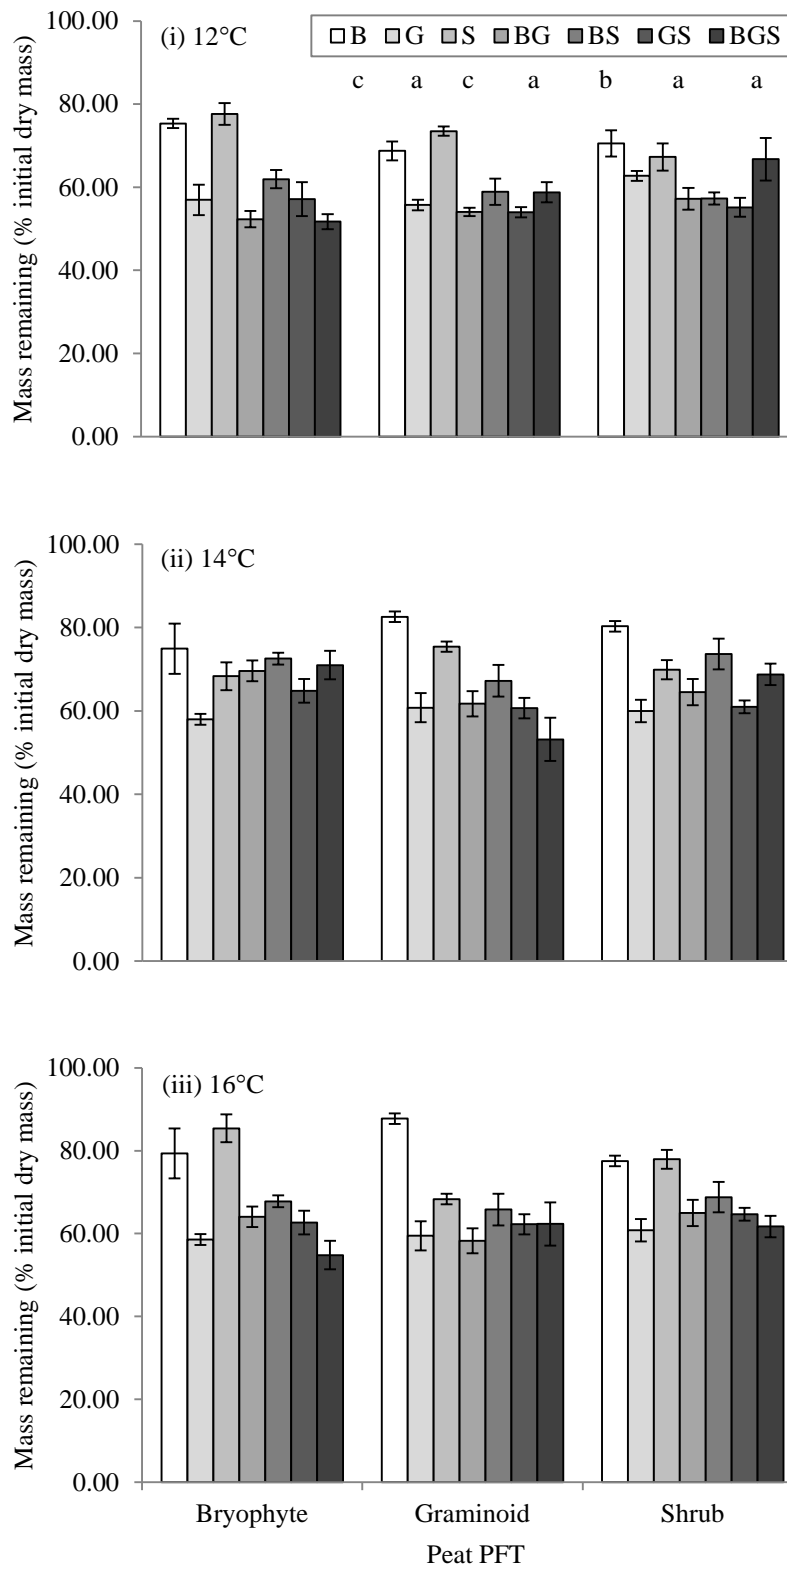 (i) 12°C
B G S BG BS GS BGS
c a c a b a a
Mass remaining (% initial dry mass)
100.00
80.00
60.00
40.00
20.00
0.00
(ii) 14°C
Mass remaining (% initial dry mass)
100.00
80.00
60.00
40.00
20.00
0.00
(iii) 16°C
Mass remaining (% initial dry mass)
100.00
80.00
60.00
40.00
20.00
0.00
Bryophyte Graminoid Shrub
Peat PFT